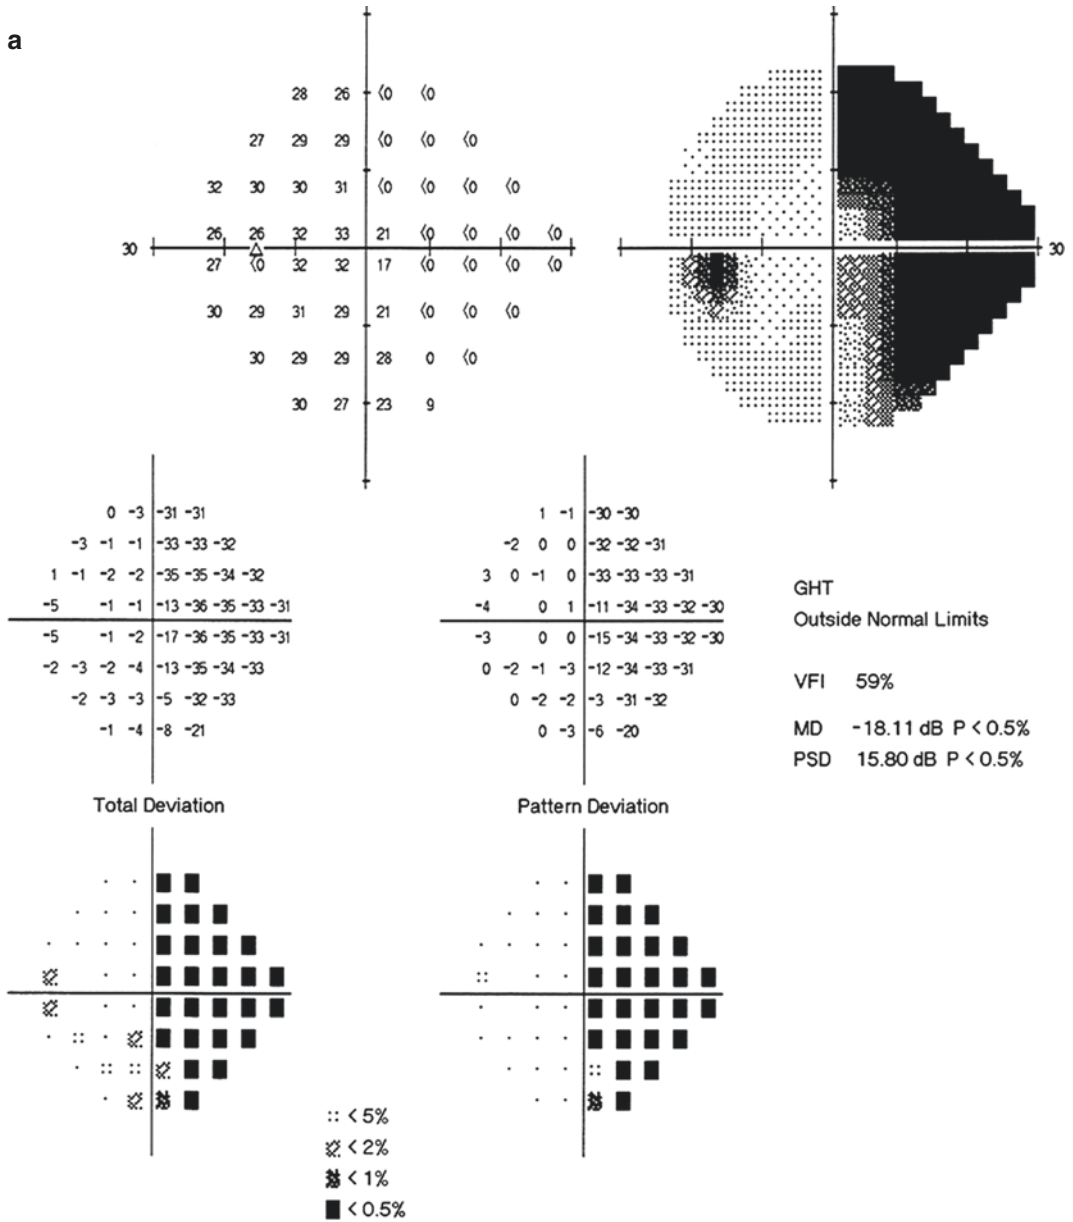 a
28 26 ⟨0 ⟨0
27 29 29 ⟨0 ⟨0 ⟨0
32 30 30 31 ⟨0 ⟨0 ⟨0 ⟨0
26 26 32 33 21 ⟨0 ⟨0 ⟨0 ⟨0
30
30
27 ⟨0 32 32 17 ⟨0 ⟨0 ⟨0 ⟨0
30 29 31 29 21 ⟨0 ⟨0 ⟨0
30 29 29 28 0 ⟨0
30 27 23 9
0 -3 -31 -31
-3 -1 -1 -33 -33 -32
1 -1 -2 -2 -35 -35 -34 -32
-5 -1 -1 -13 -36 -35 -33 -31
-5 -1 -2 -17 -36 -35 -33 -31
-2 -3 -2 -4 -13 -35 -34 -33
-2 -3 -3 -5 -32 -33
-1 -4 -8 -21
Total Deviation
1 -1 -30 -30
-2 0 0 -32 -32 -31
3 0 -1 0 -33 -33 -33 -31
-4 0 1 -11 -34 -33 -32 -30
-3 0 0 -15 -34 -33 -32 -30
0 -2 -1 -3 -12 -34 -33 -31
0 -2 -2 -3 -31 -32
0 -3 -6 -20
Pattern Deviation
GHT
Outside Normal Limits
VFI 59%
MD -18.11 dB P < 0.5%
PSD 15.80 dB P < 0.5%
< 5%
< 2%
< 1%
< 0.5%